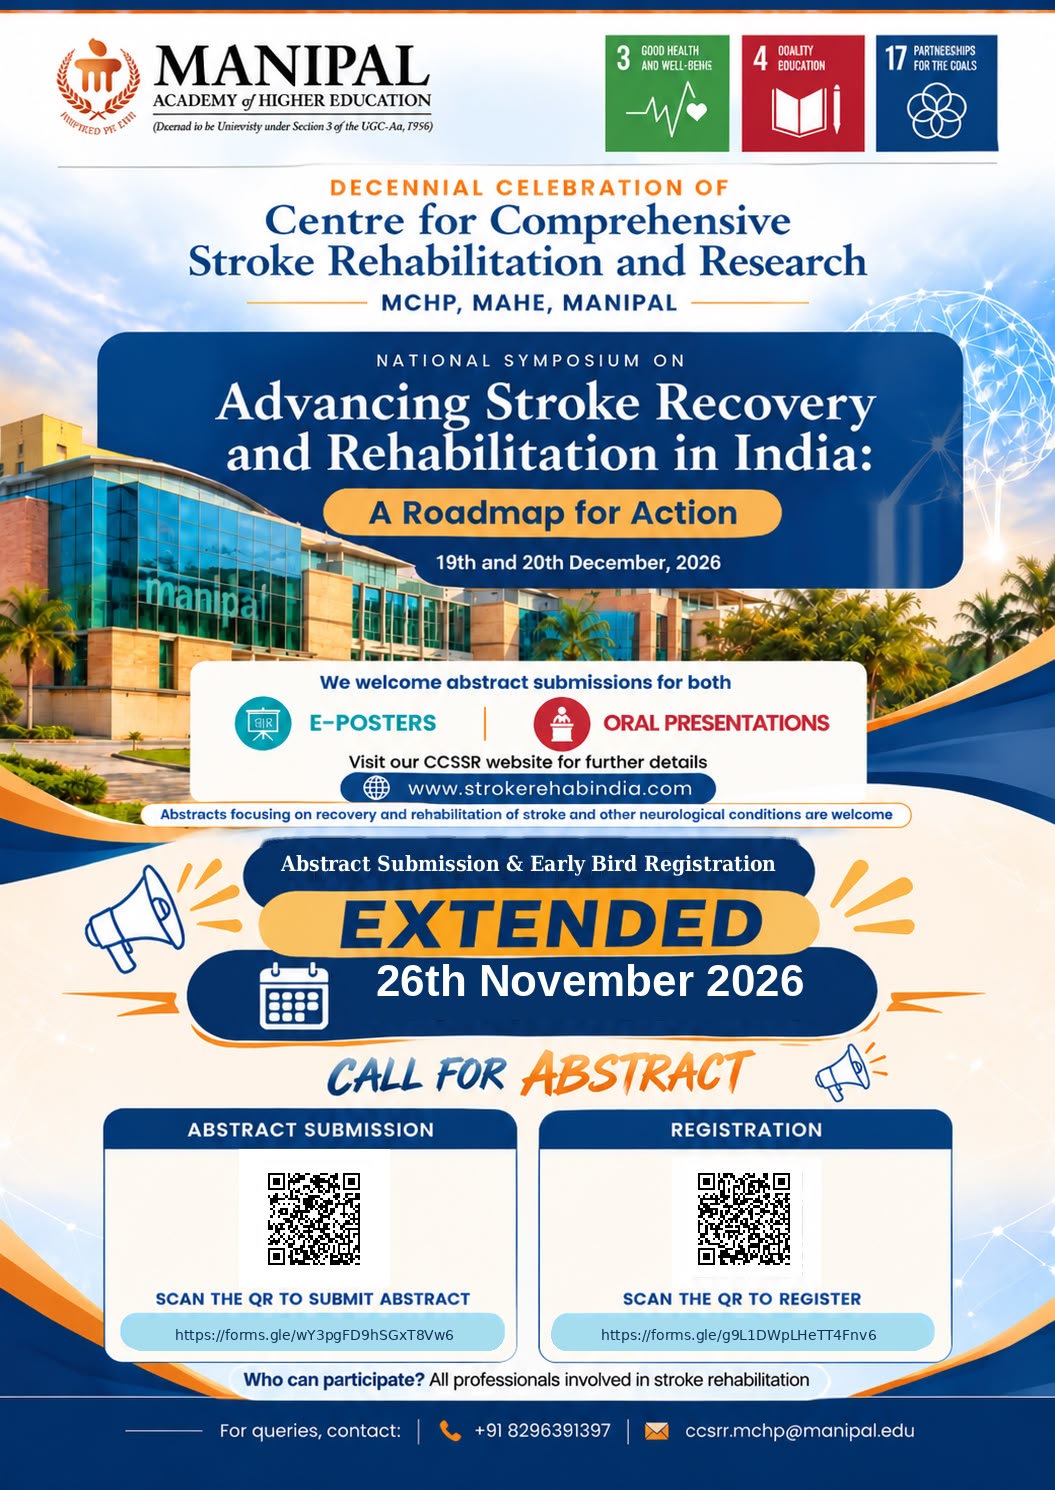 MANIPAL
ACADEMY of HIGHER EDUCATION
(Dxernad to be Unievristy under Section 3 of the UGC-Aa, 1956)
3 GOOD HEALTH
AND WELL-BEING
4 QOALITY
EDUCATION
17 PARTNEESHIPS
FOR THE GOALS
DECENNIAL CELEBRATION OF
Centre for Comprehensive
Stroke Rehabilitation and Research
MCHP, MAHE, MANIPAL
NATIONAL SYMPOSIUM ON
Advancing Stroke Recovery
and Rehabilitation in India:
A Roadmap for Action
19th and 20th December, 2026
manipal
We welcome abstract submissions for both
E-POSTERS
ORAL PRESENTATIONS
Visit our CCSSR website for further details
www.strokerehabindia.com
Abstracts focusing on recovery and rehabilitation of stroke and other neurological conditions are welcome
Abstract Submission & Early Bird Registration
EXTENDED
26th November 2026
CALL FOR ABSTRACT
ABSTRACT SUBMISSION
REGISTRATION
SCAN THE QR TO SUBMIT ABSTRACT
SCAN THE QR TO REGISTER
https://forms.gle/wY3pgFD9hSGxT8Vw6
https://forms.gle/g9L1DWpLHeTT4Fnv6
Who can participate? All professionals involved in stroke rehabilitation
For queries, contact:
+91 8296391397
ccsrr.mchp@manipal.edu